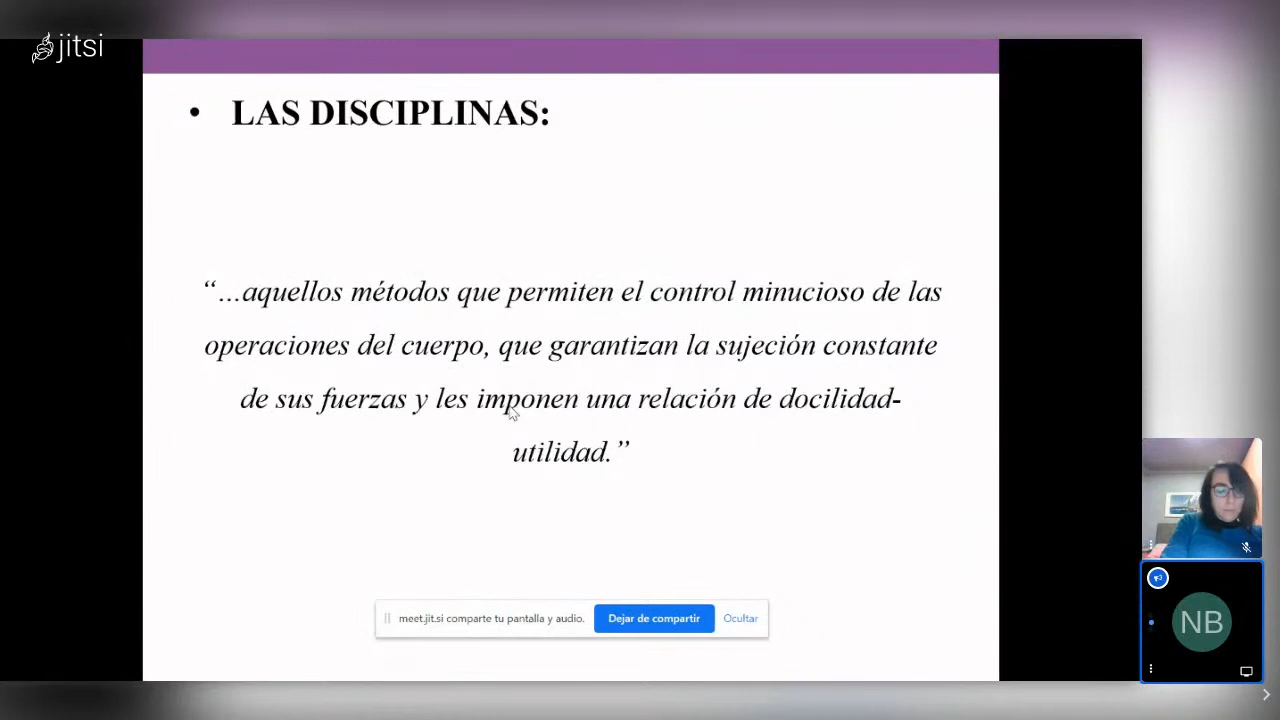 jitsi
• LAS DISCIPLINAS:
“…aquellos métodos que permiten el control minucioso de las
operaciones del cuerpo, que garantizan la sujeción constante
de sus fuerzas y les imponen una relación de docilidad-
utilidad.”
meet.jit.si comparte tu pantalla y audio. Dejar de compartir Ocultar
NB